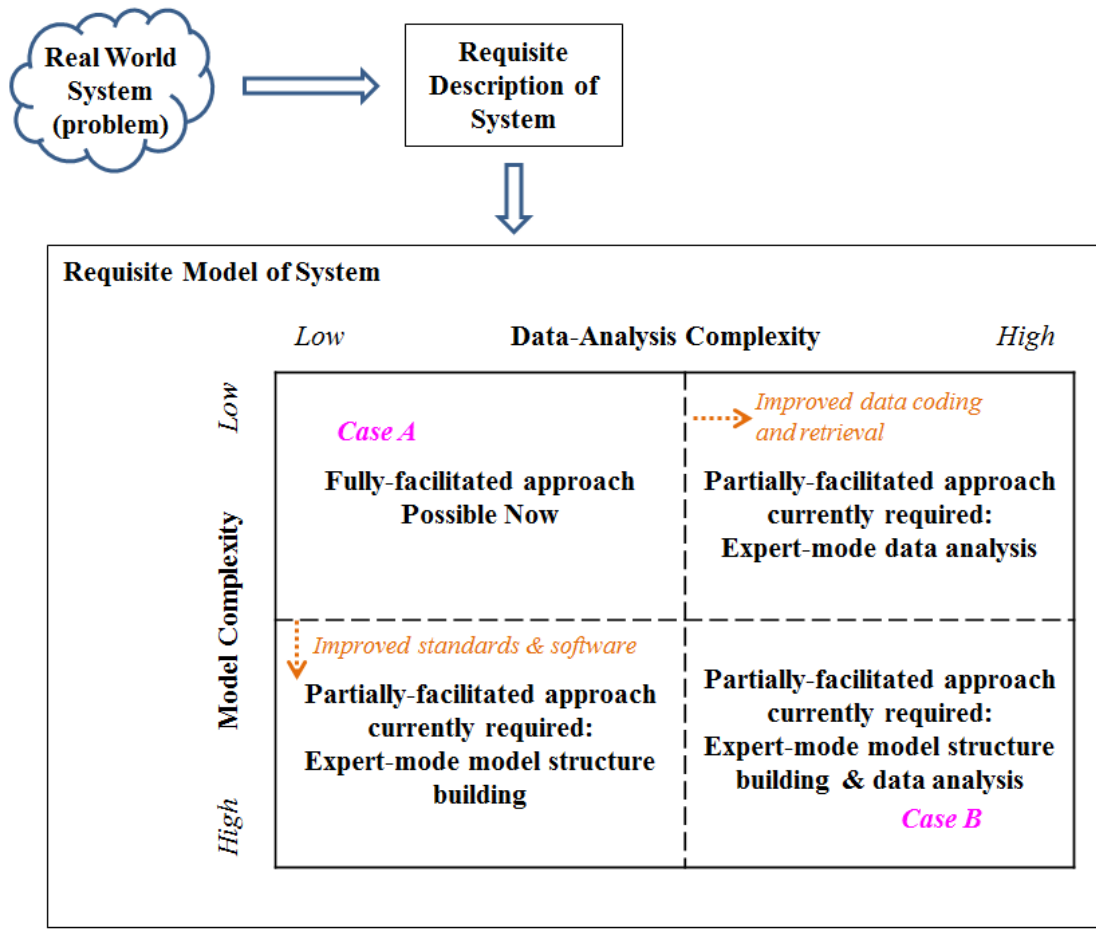 Real World
System
(problem)
Requisite
Description of
System
Requisite Model of System
Low
Data-Analysis Complexity
High
Model Complexity
Low
High
Case A
Fully-facilitated approach
Possible Now
Improved data coding
and retrieval
Partially-facilitated approach
currently required:
Expert-mode data analysis
Improved standards & software
Partially-facilitated approach
currently required:
Expert-mode model structure
building
Partially-facilitated approach
currently required:
Expert-mode model structure
building & data analysis
Case B